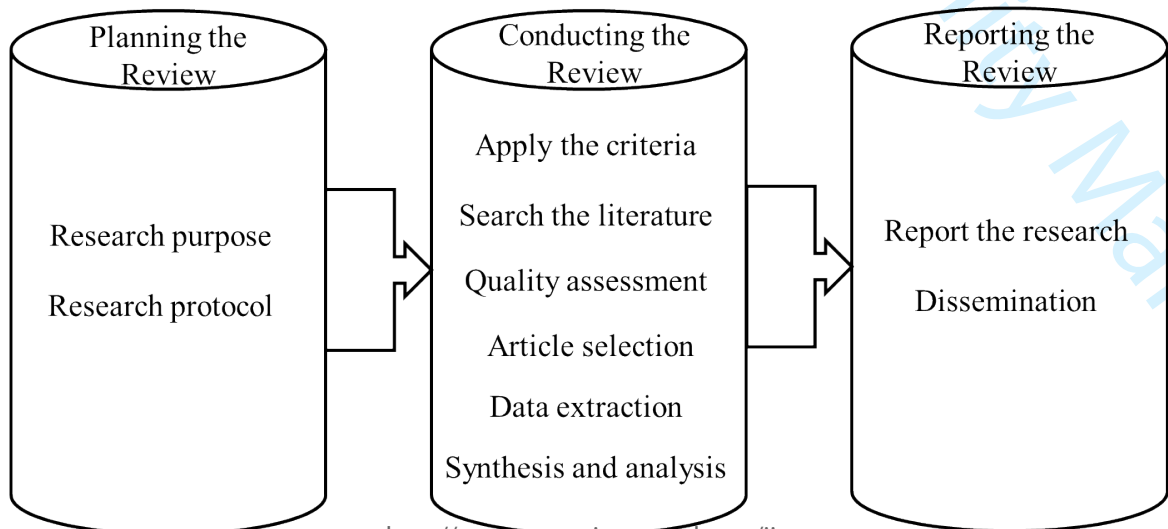 Planning the
Review
Research purpose
Research protocol
Conducting the
Review
Apply the criteria
Search the literature
Quality assessment
Article selection
Data extraction
Synthesis and analysis
Reporting the
Review
Report the research
Dissemination